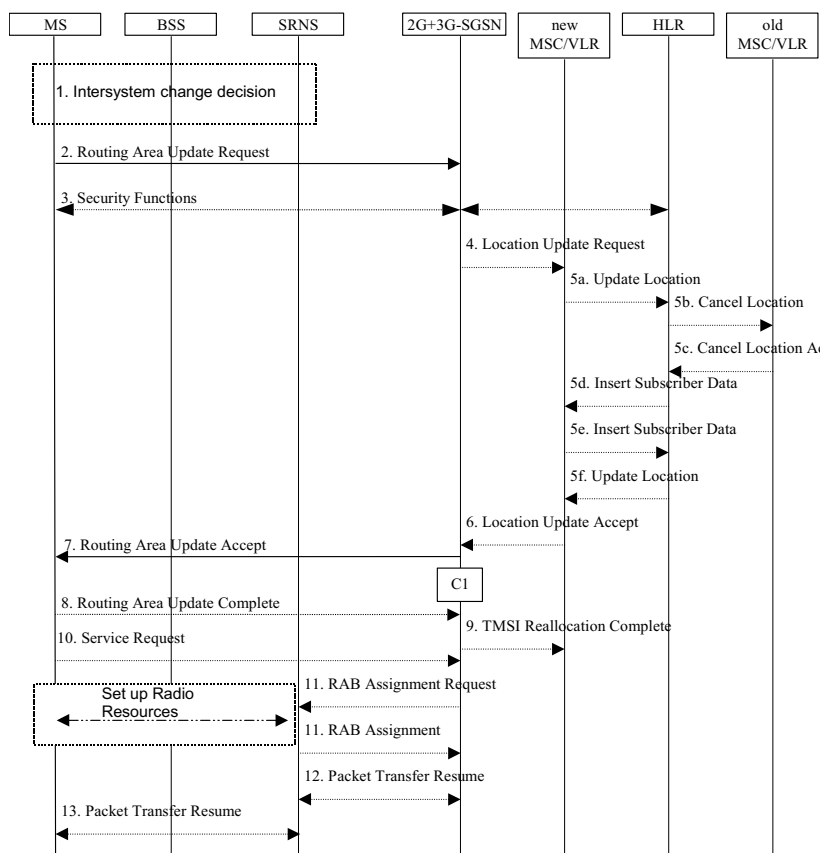 MS BSS SRNS 2G+3G-SGSN new MSC/VLR HLR old MSC/VLR
1. Intersystem change decision
2. Routing Area Update Request
3. Security Functions
4. Location Update Request
5a. Update Location
5b. Cancel Location
5c. Cancel Location
5d. Insert Subscriber Data
5e. Insert Subscriber Data
5f. Update Location
6. Location Update Accept
7. Routing Area Update Accept
C1
8. Routing Area Update Complete
9. TMSI Reallocation Complete
10. Service Request
11. RAB Assignment Request
Set up Radio
Resources
11. RAB Assignment
12. Packet Transfer Resume
13. Packet Transfer Resume